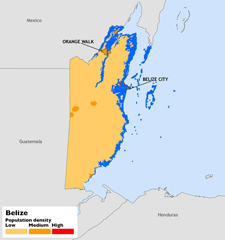 Mexico
ORANGE WALK
BELIZE CITY
Guatemala
Honduras
Belize
Population density
Low Medium High